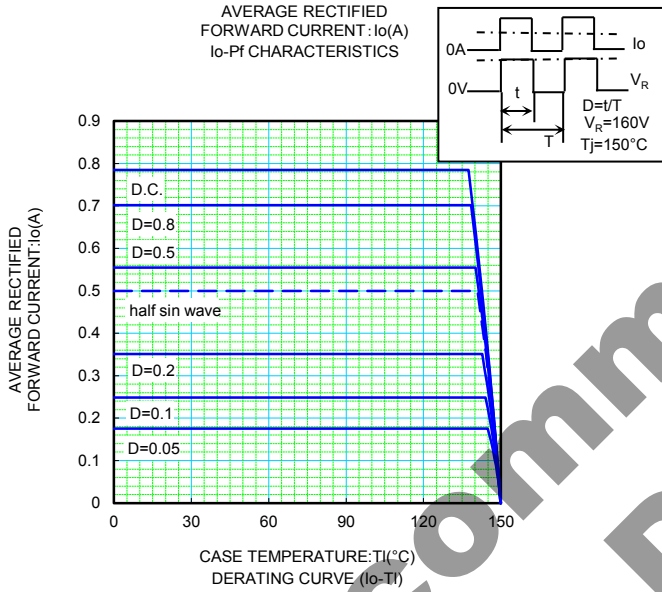 AVERAGE RECTIFIED
FORWARD CURRENT:Io(A)
Io-Pf CHARACTERISTICS
0A
Io
0V
VR
t
T
D=t/T
VR=160V
Tj=150°C
AVERAGE RECTIFIED
FORWARD CURRENT:Io(A)
0.9
0.8
0.7
0.6
0.5
0.4
0.3
0.2
0.1
0
D.C.
D=0.8
D=0.5
half sin wave
D=0.2
D=0.1
D=0.05
0
30
60
90
120
150
CASE TEMPERATURE:Tl(°C)
DERATING CURVE (Io-Tl)
comm